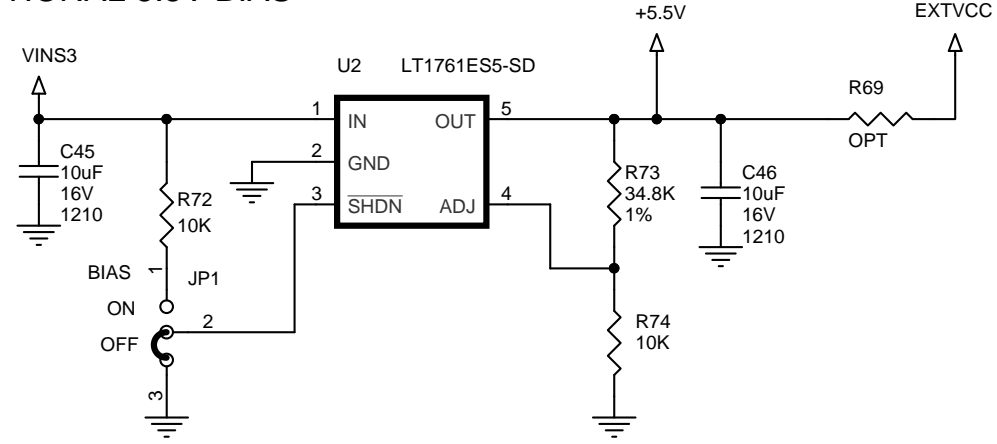 +5.5V
EXTVCC
VINS3
U2 LT1761ES5-SD
R69
OPT
1
IN
OUT
5
2
GND
3
SHDN
ADJ
4
C45
10uF
16V
1210
R72
10K
R73
34.8K
1%
C46
10uF
16V
1210
BIAS
1
JP1
ON
2
OFF
3
R74
10K